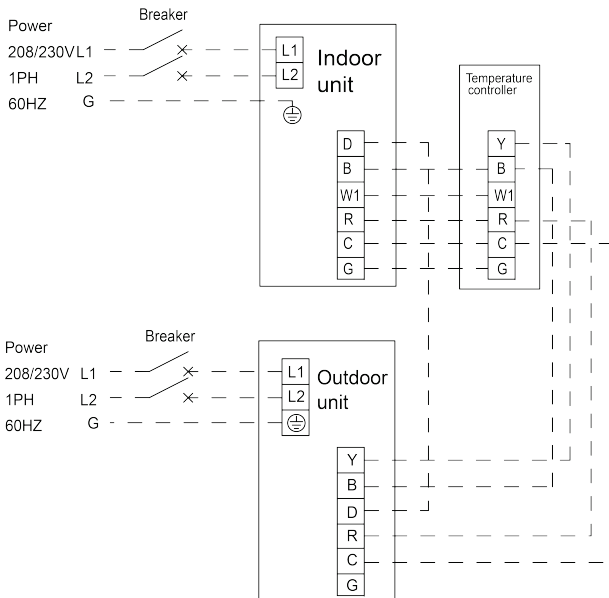 Power
Breaker
208/230VL1
1PH L2
60HZ G
L1
L2
Indoor
unit
D
B
W1
R
C
G
Temperature
controller
Y
B
W1
R
C
G
Power
Breaker
208/230V L1
1PH L2
60HZ G
L1
L2
Outdoor
unit
Y
B
D
R
C
G